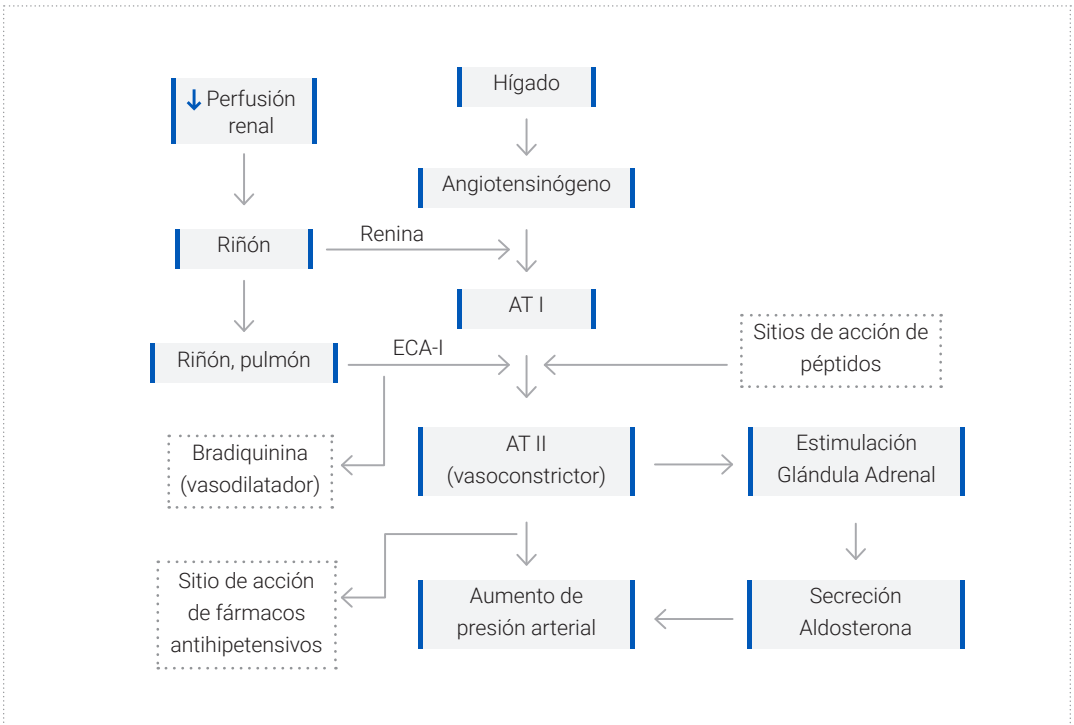 ↓ Perfusión
renal
Hígado
Angiotensinógeno
Riñón
Renina
AT I
Riñón, pulmón
ECA-I
Sitios de acción de
péptidos
Bradiquinina
(vasodilatador)
AT II
(vasoconstrictor)
Estimulación
Glándula Adrenal
Sitio de acción
de fármacos
antihipetensivos
Aumento de
presión arterial
Secreción
Aldosterona